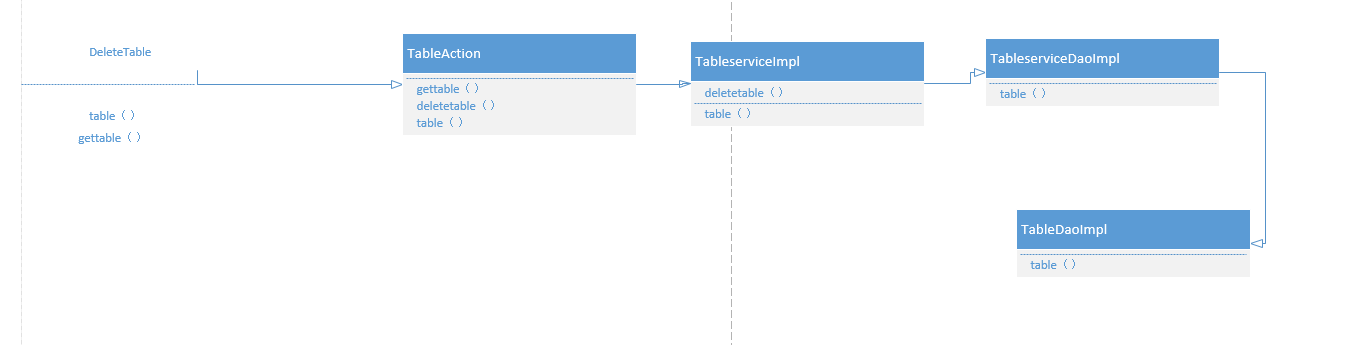 DeleteTable
table（）
gettable（）
TableAction
gettable（）
deletetable（）
table（）
TableserviceImpl
deletetable（）
table（）
TableserviceDaoImpl
table（）
TableDaoImpl
table（）